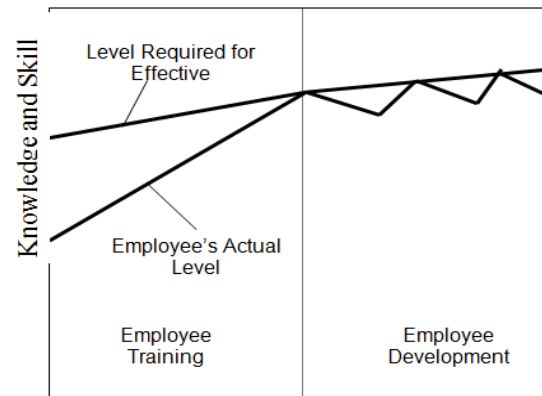 Level Required for
Effective
Knowledge and Skill
Employee's Actual
Level
Employee
Training
Employee
Development